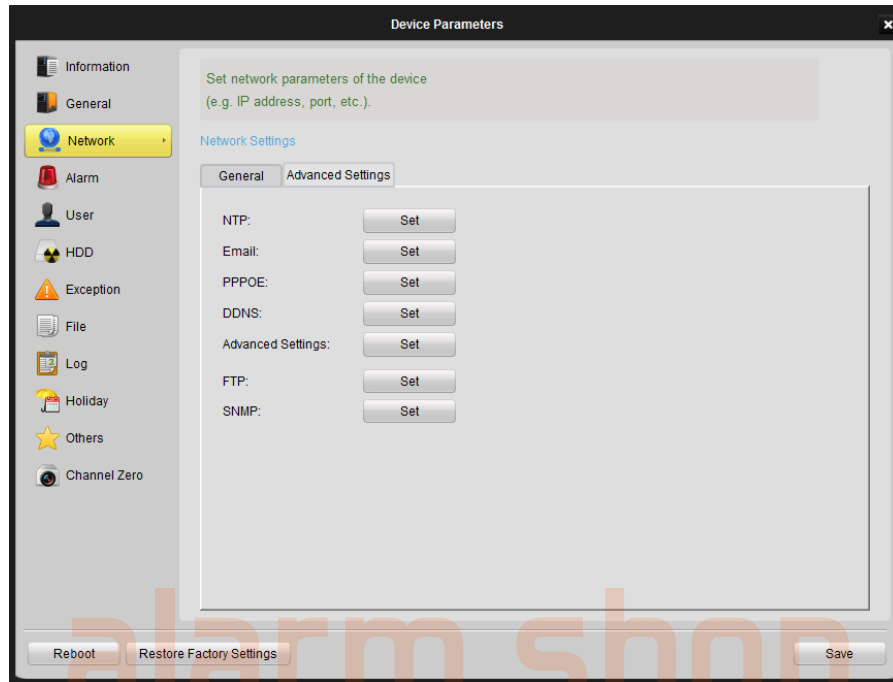 Device Parameters
Information
General
Network
Alarm
User
HDD
Exception
File
Log
Holiday
Others
Channel Zero
Set network parameters of the device
(e.g. IP address, port, etc.).
Network Settings
General Advanced Settings
NTP: Set
Email: Set
PPPOE: Set
DDNS: Set
Advanced Settings: Set
FTP: Set
SNMP: Set
Reboot Restore Factory Settings Save
alarm shop